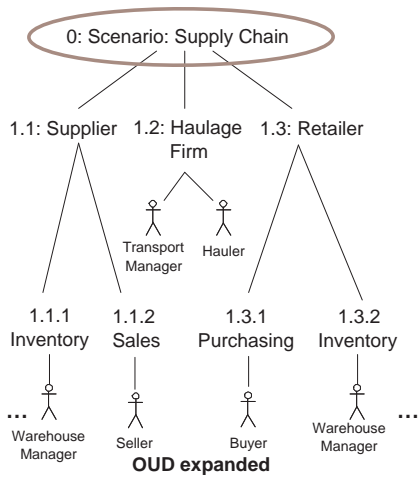 0: Scenario: Supply Chain
1.1: Supplier 1.2: Haulage 1.3: Retailer
Firm
Transport Hauler
Manager
1.1.1 1.1.2 1.3.1 1.3.2
Inventory Sales Purchasing Inventory
... ...
Warehouse Seller Buyer Warehouse
Manager Manager
OUD expanded